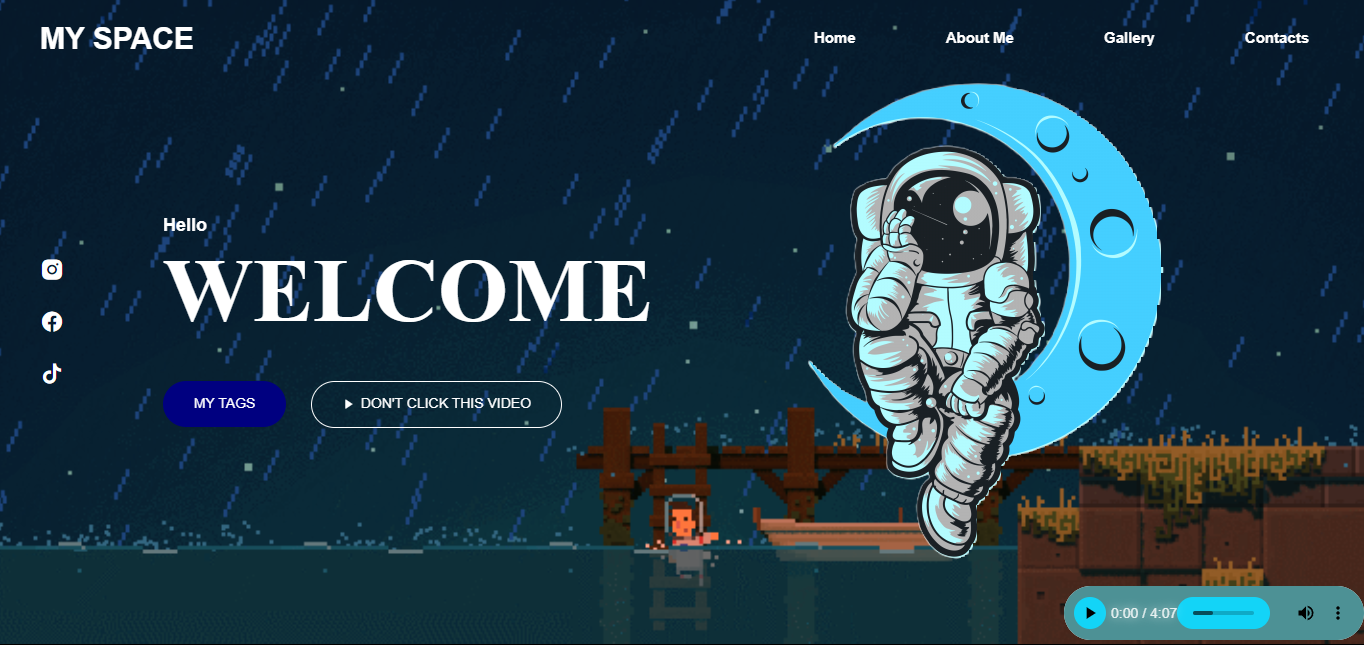 MY SPACE
Home
About Me
Gallery
Contacts
Hello
WELCOME
MY TAGS
DON'T CLICK THIS VIDEO
0:00 / 4:07